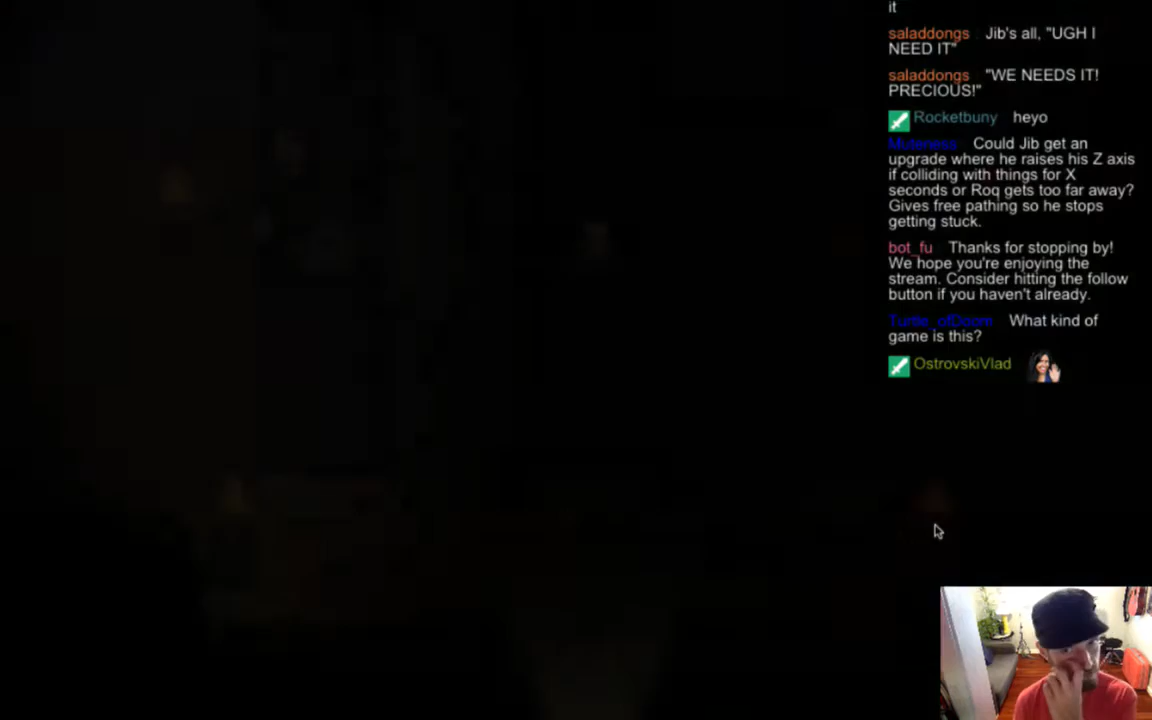 it
saladdongs Jib's all, "UGH I
NEED IT"
saladdongs "WE NEEDS IT!
PRECIOUS!"
Rocketbuny heyo
Muteness Could Jib get an
upgrade where he raises his Z axis
if colliding with things for X
seconds or Roq gets too far away?
Gives free pathing so he stops
getting stuck.
bot_fu Thanks for stopping by!
We hope you're enjoying the
stream. Consider hitting the follow
button if you haven't already.
Turtle_ofDoom What kind of
game is this?
OstrovskiVlad